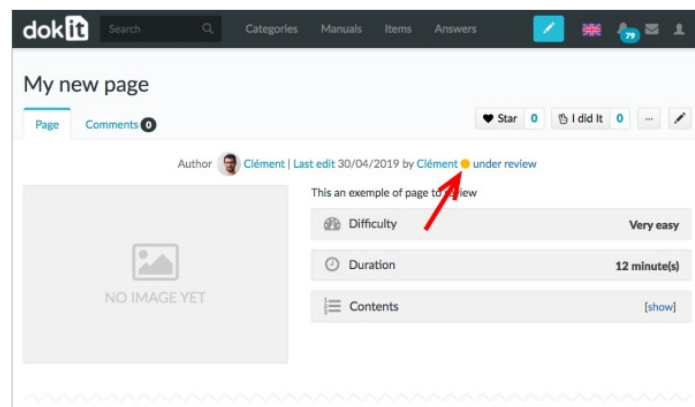 dokit Search Categories Manuals Items Answers 79
My new page
Page Comments 0 Star 0 I did It 0 ...
Author Clément | Last edit 30/04/2019 by Clément under review
This an exemple of page to review
Difficulty Very easy
Duration 12 minute(s)
NO IMAGE YET
Contents [show]